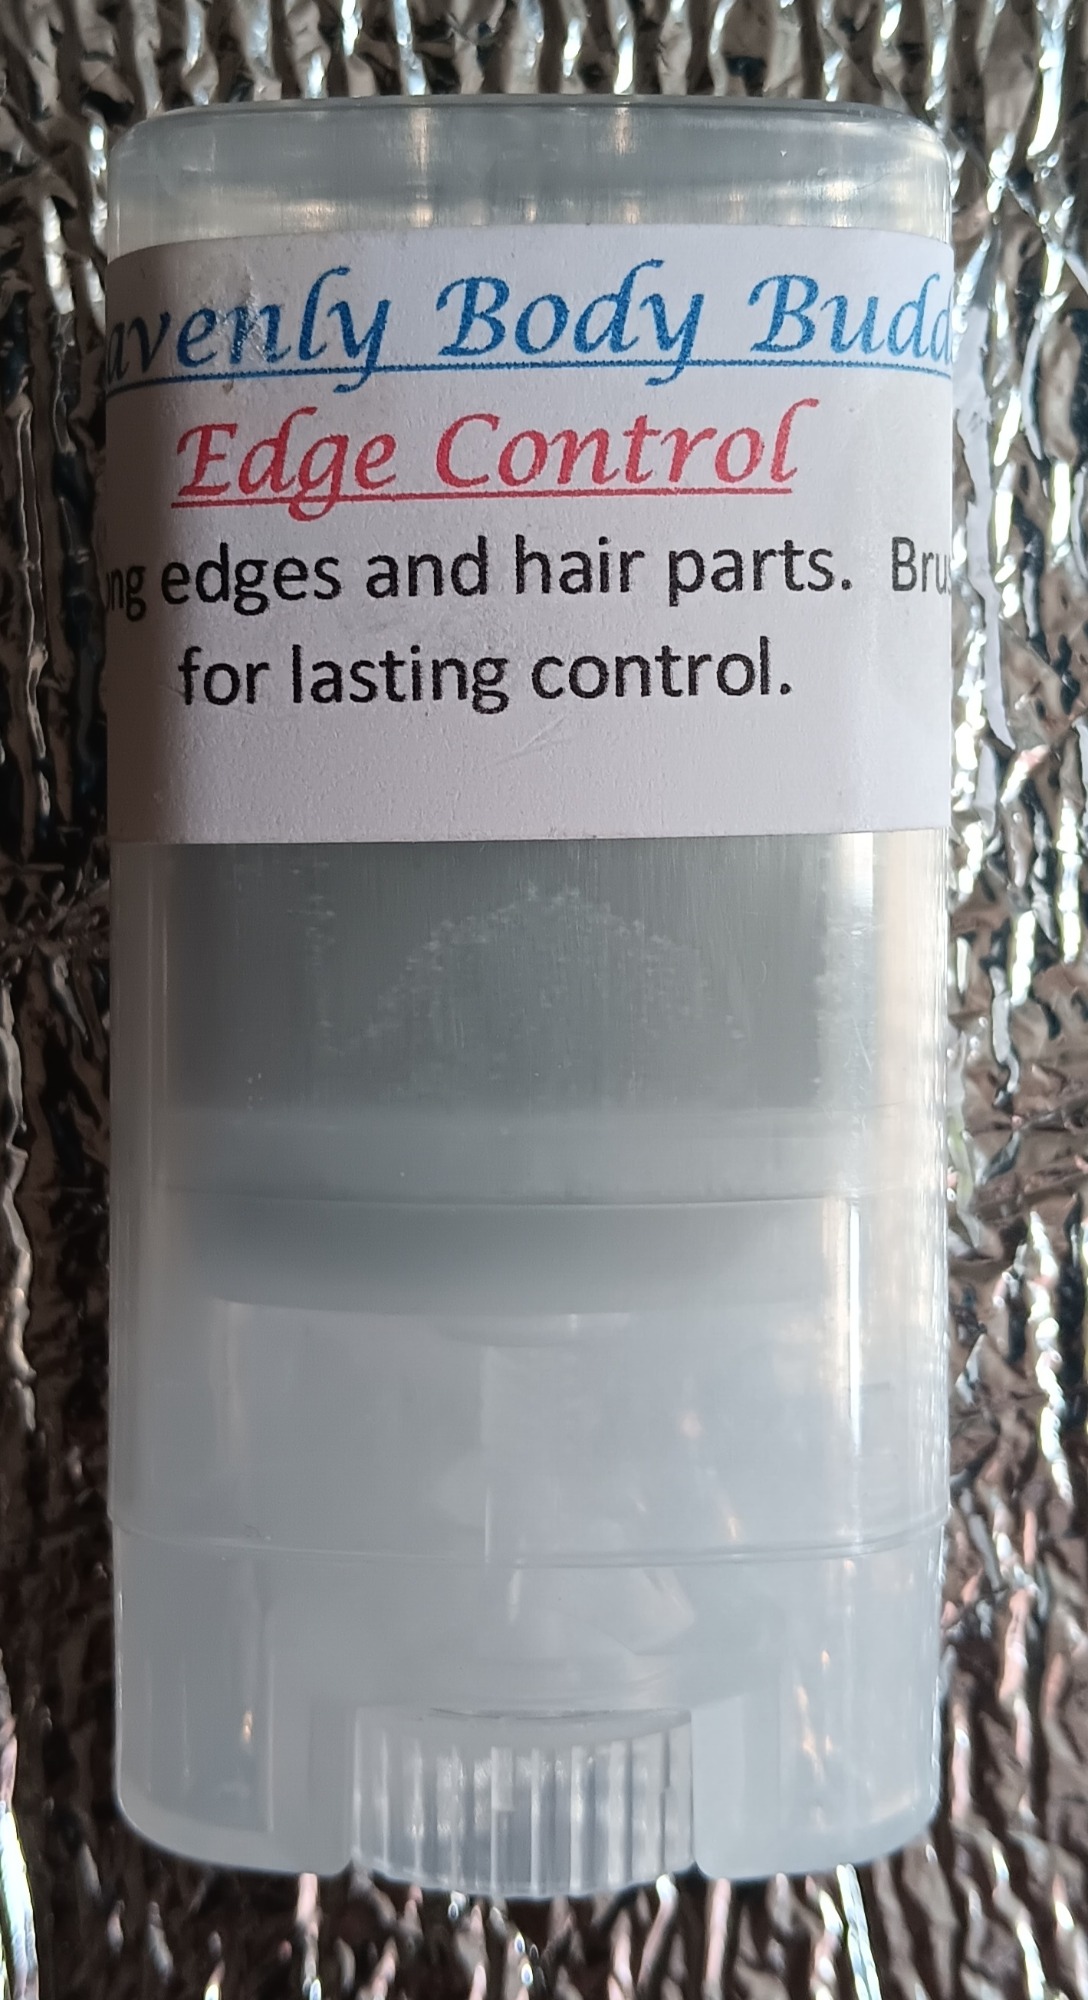 avenly Body Budd
Edge Control
ng edges and hair parts. Bru
for lasting control.